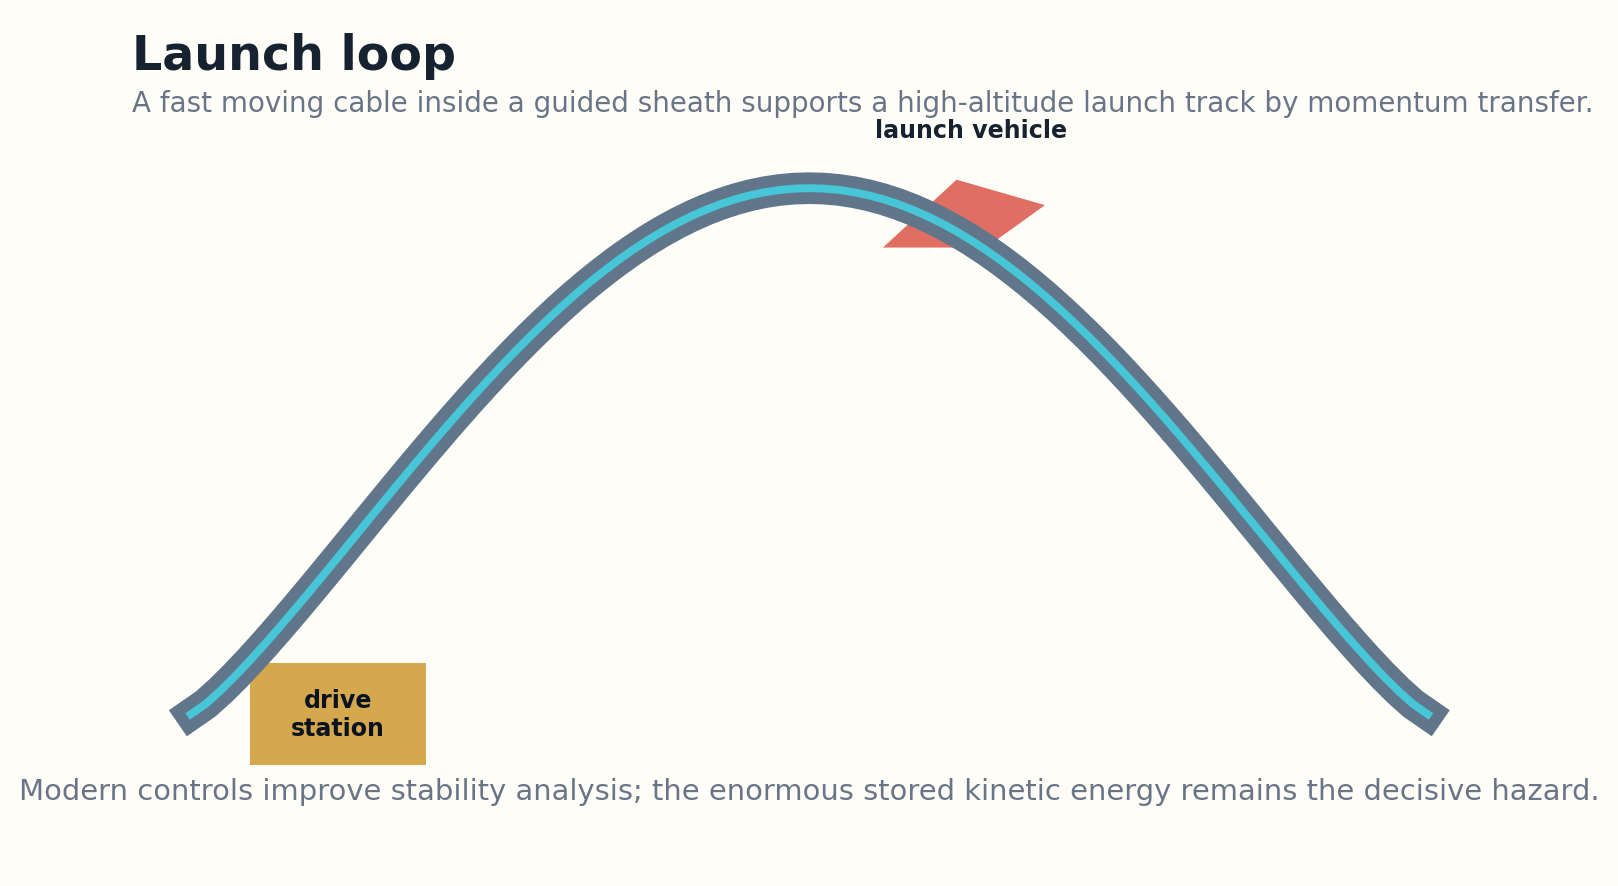 Launch loop
A fast moving cable inside a guided sheath supports a high-altitude launch track by momentum transfer.
launch vehicle
drive
station
Modern controls improve stability analysis; the enormous stored kinetic energy remains the decisive hazard.